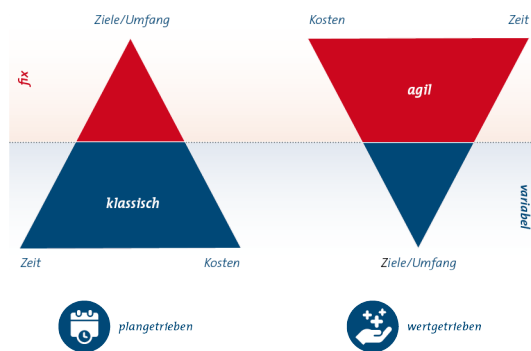 Ziele/Umfang
Kosten
Zeit
fix
agil
klassisch
variabel
Zeit
Kosten
Ziele/Umfang
plangetrieben
wertgetrieben